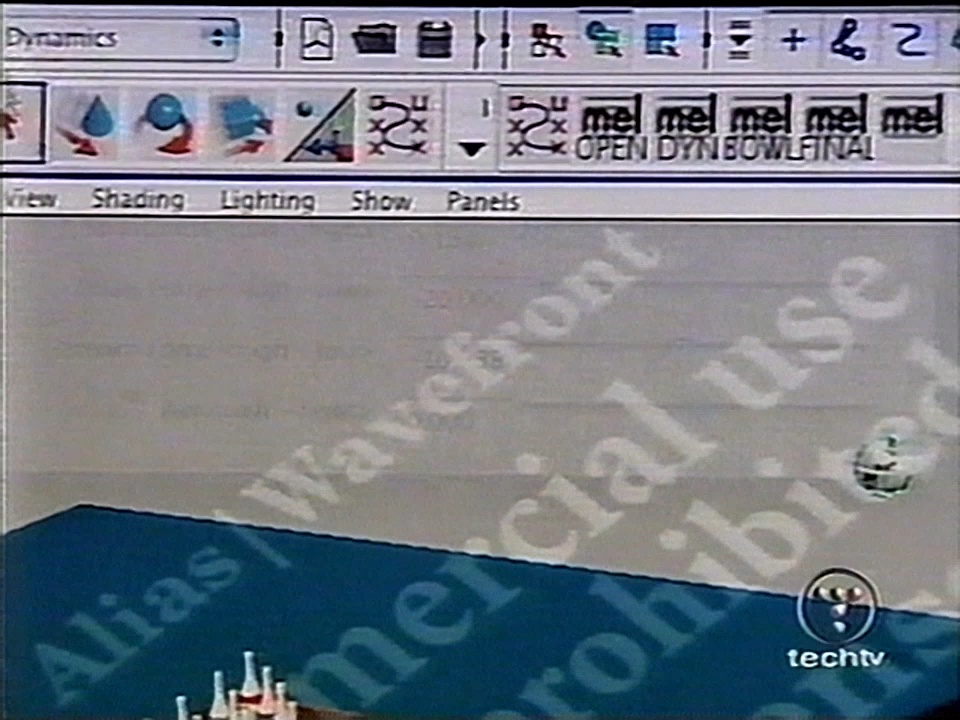 Dynamics
mel mel mel mel mel
OPEN DYN BOWL FINAL
View Shading Lighting Show Panels
Alias | Wavefront
mercial use
prohibited
techtv